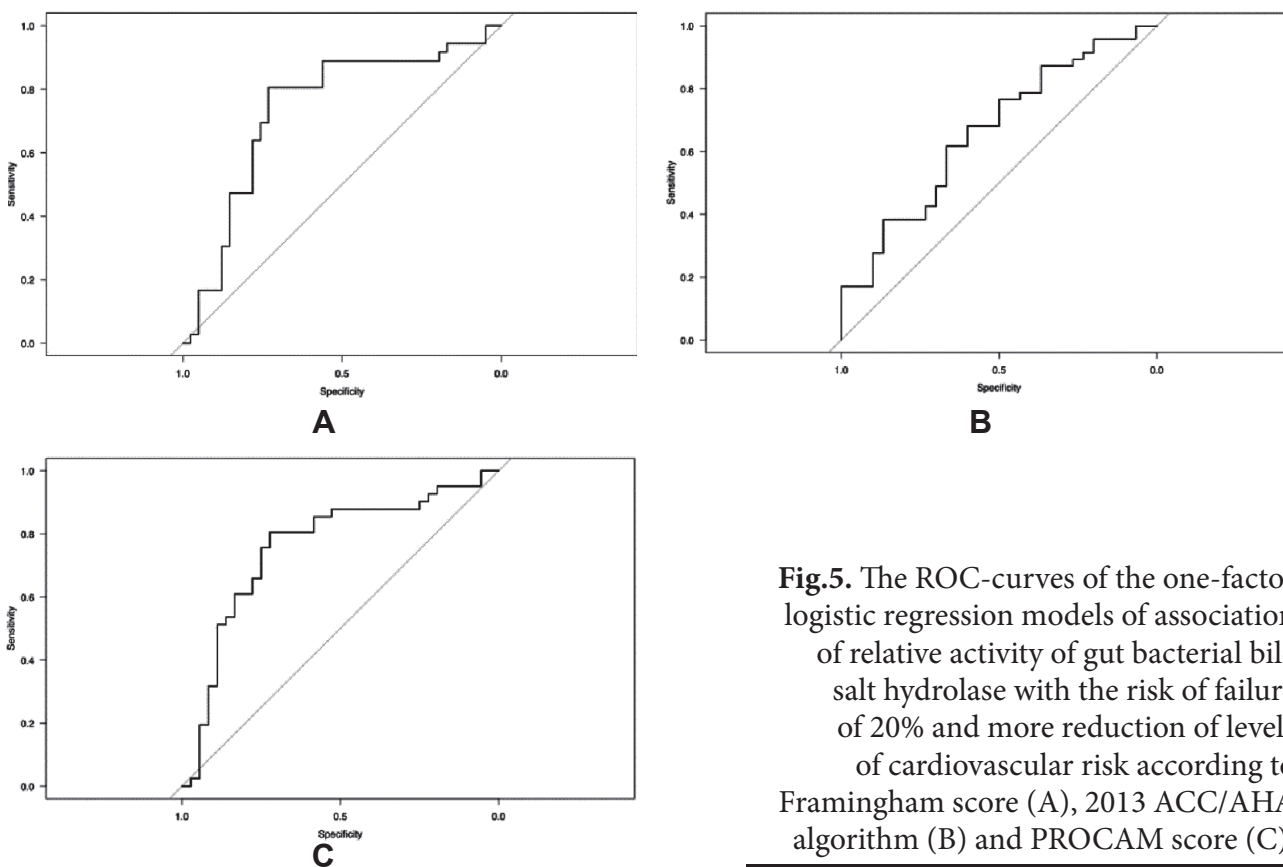 1.0
0.8
0.6
0.4
0.2
0.0
Sensitivity
1.0 0.5 0.0
Specificity
A
1.0
0.8
0.6
0.4
0.2
0.0
Sensitivity
1.0 0.5 0.0
Specificity
B
1.0
0.8
0.6
0.4
0.2
0.0
Sensitivity
1.0 0.5 0.0
Specificity
C
Fig.5. The ROC-curves of the one-facto
logistic regression models of association
of relative activity of gut bacterial bil
salt hydrolase with the risk of failur
of 20% and more reduction of level
of cardiovascular risk according to
Framingham score (A), 2013 ACC/AHA
algorithm (B) and PROCAM score (C)